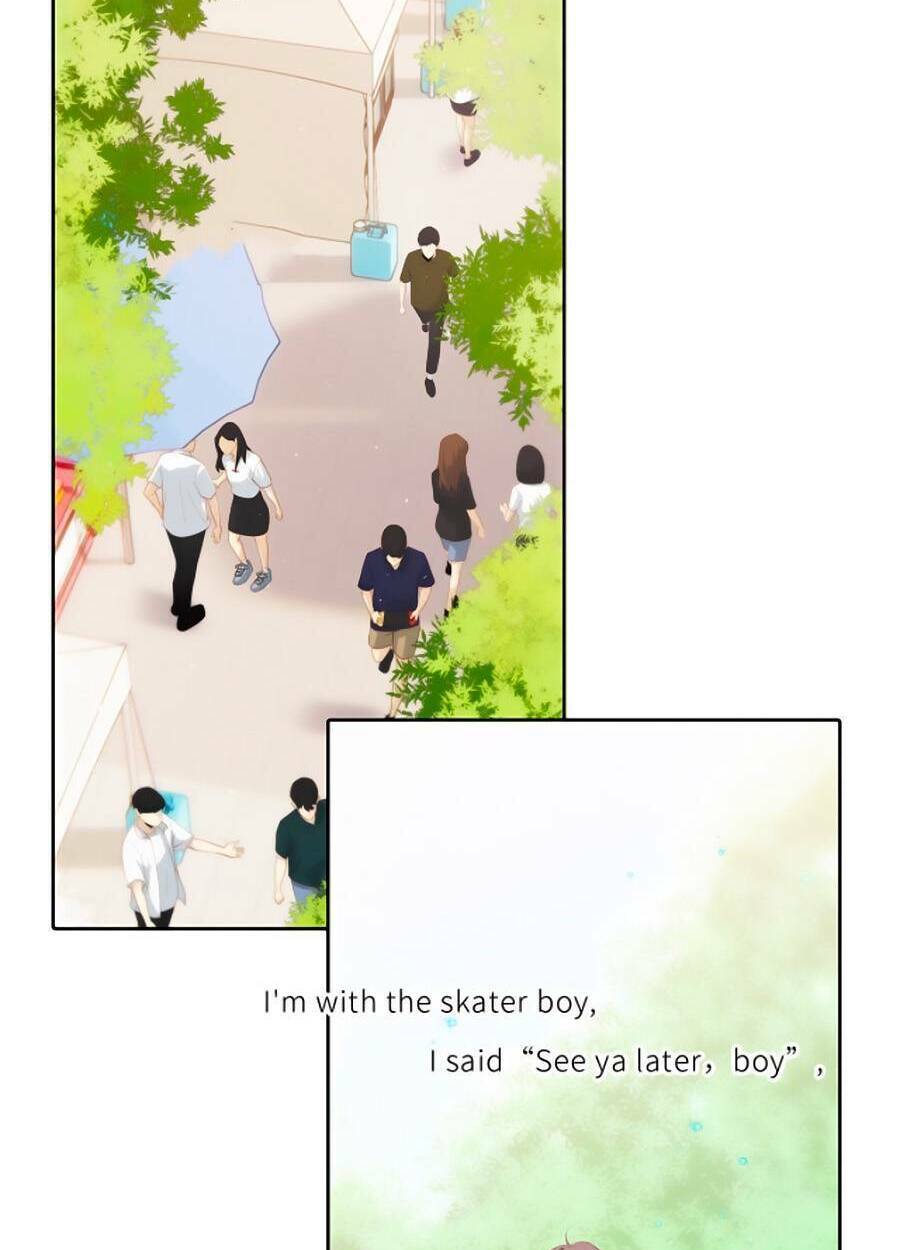 I'm with the skater boy,
I said “See ya later，boy”，